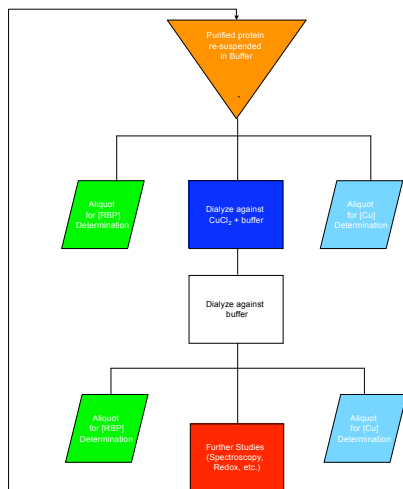 Purified protein
re-suspended
in Buffer
Aliquot
for [RBP]
Determination
Dialyze against
CuCl₂ + buffer
Aliquot
for [Cu]
Determination
Dialyze against
buffer
Aliquot
for [RBP]
Determination
Further Studies
(Spectroscopy,
Redox, etc.)
Aliquot
for [Cu]
Determination